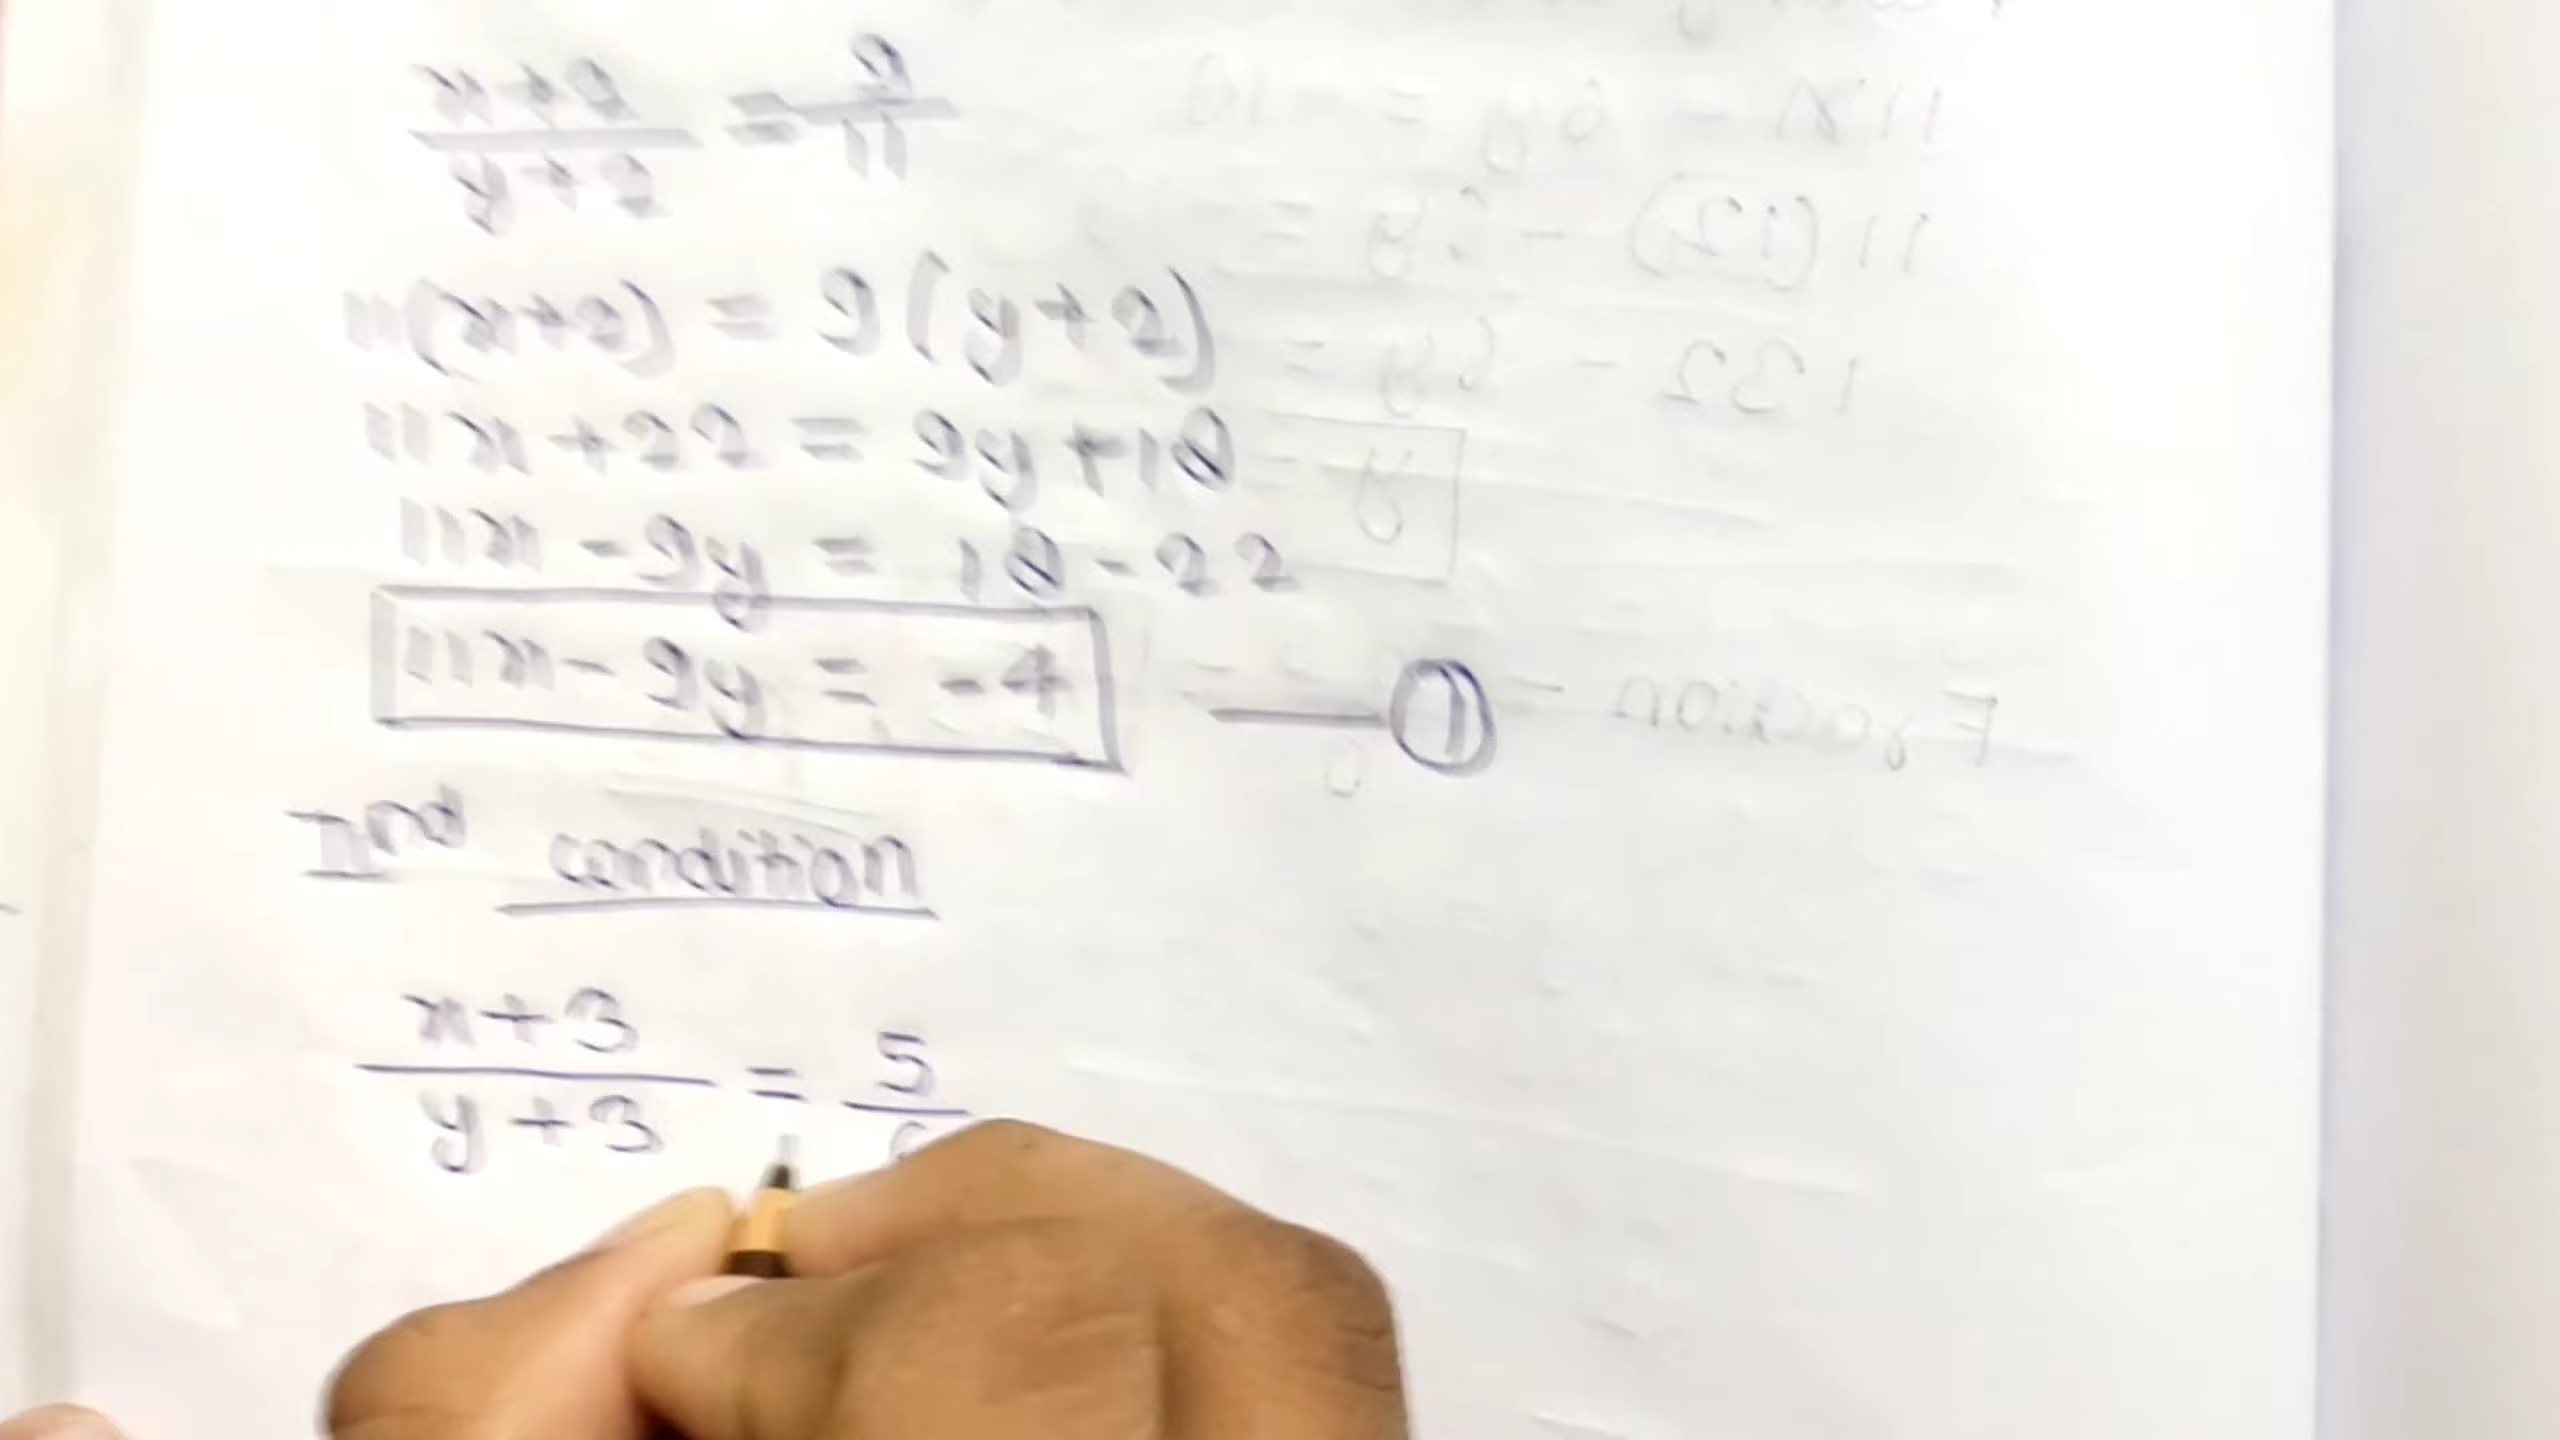 x+2/y+2 = 9/11
11(x+2) = 9(y+2)
11x+22 = 9y+18
11x-9y = 18-22
11x-9y = -4 —①
IInd condition
x+3/y+3 = 5/